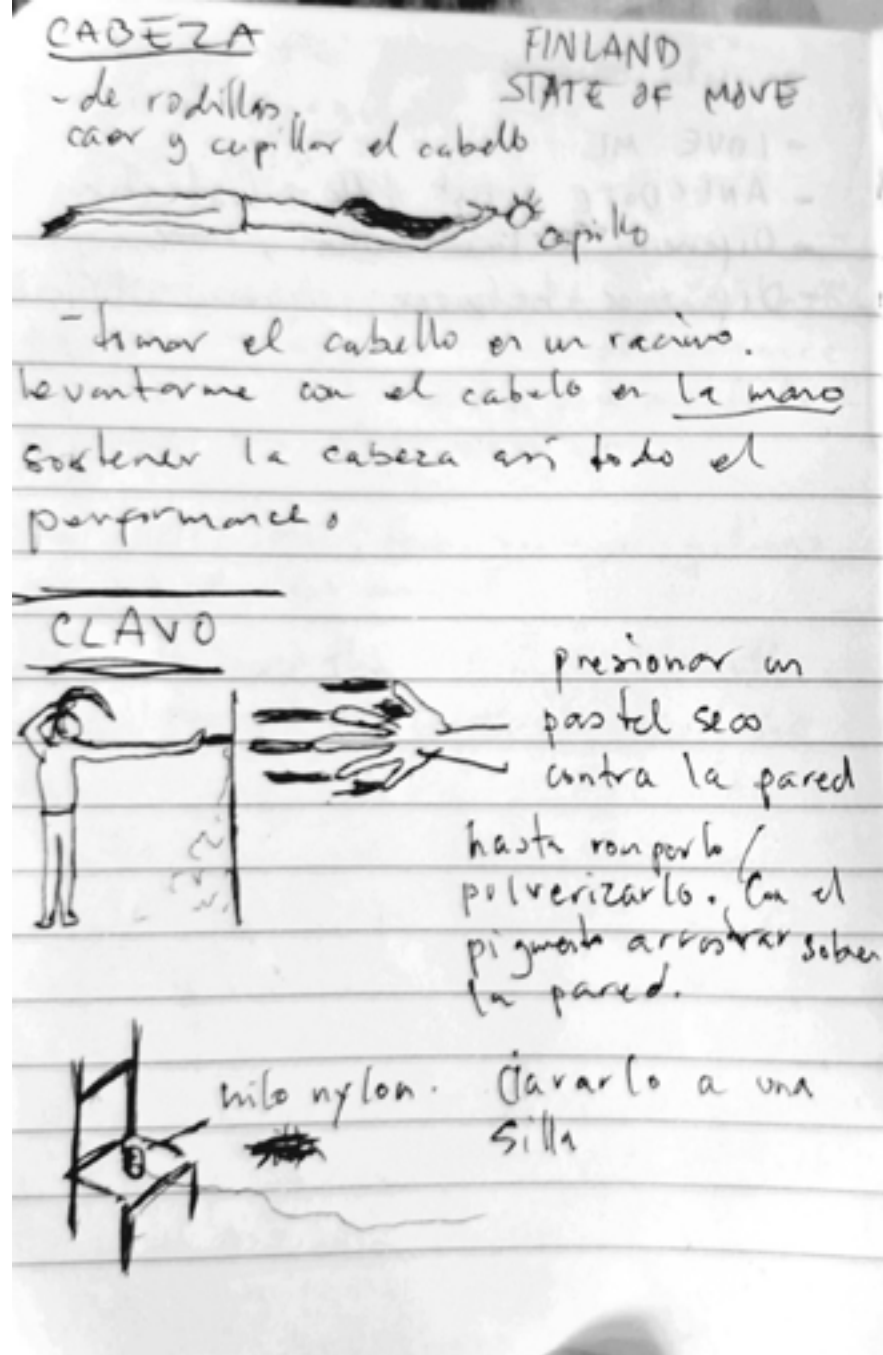 CABEZA
FINLAND
STATE OF MOVE
- de rodillas,
caer y cepillar el cabello
cepillo
- tomar el cabello en un racimo.
Levantarme con el cabelo en la mano
sostener la cabeza así todo el
performance.
CLAVO
presionar un
pastel seco
contra la pared
hasta romperlo /
pulverizarlo. Con el
pigmento arrastrar sobre
la pared.
hilo nylon.
Clavarlo a una
silla